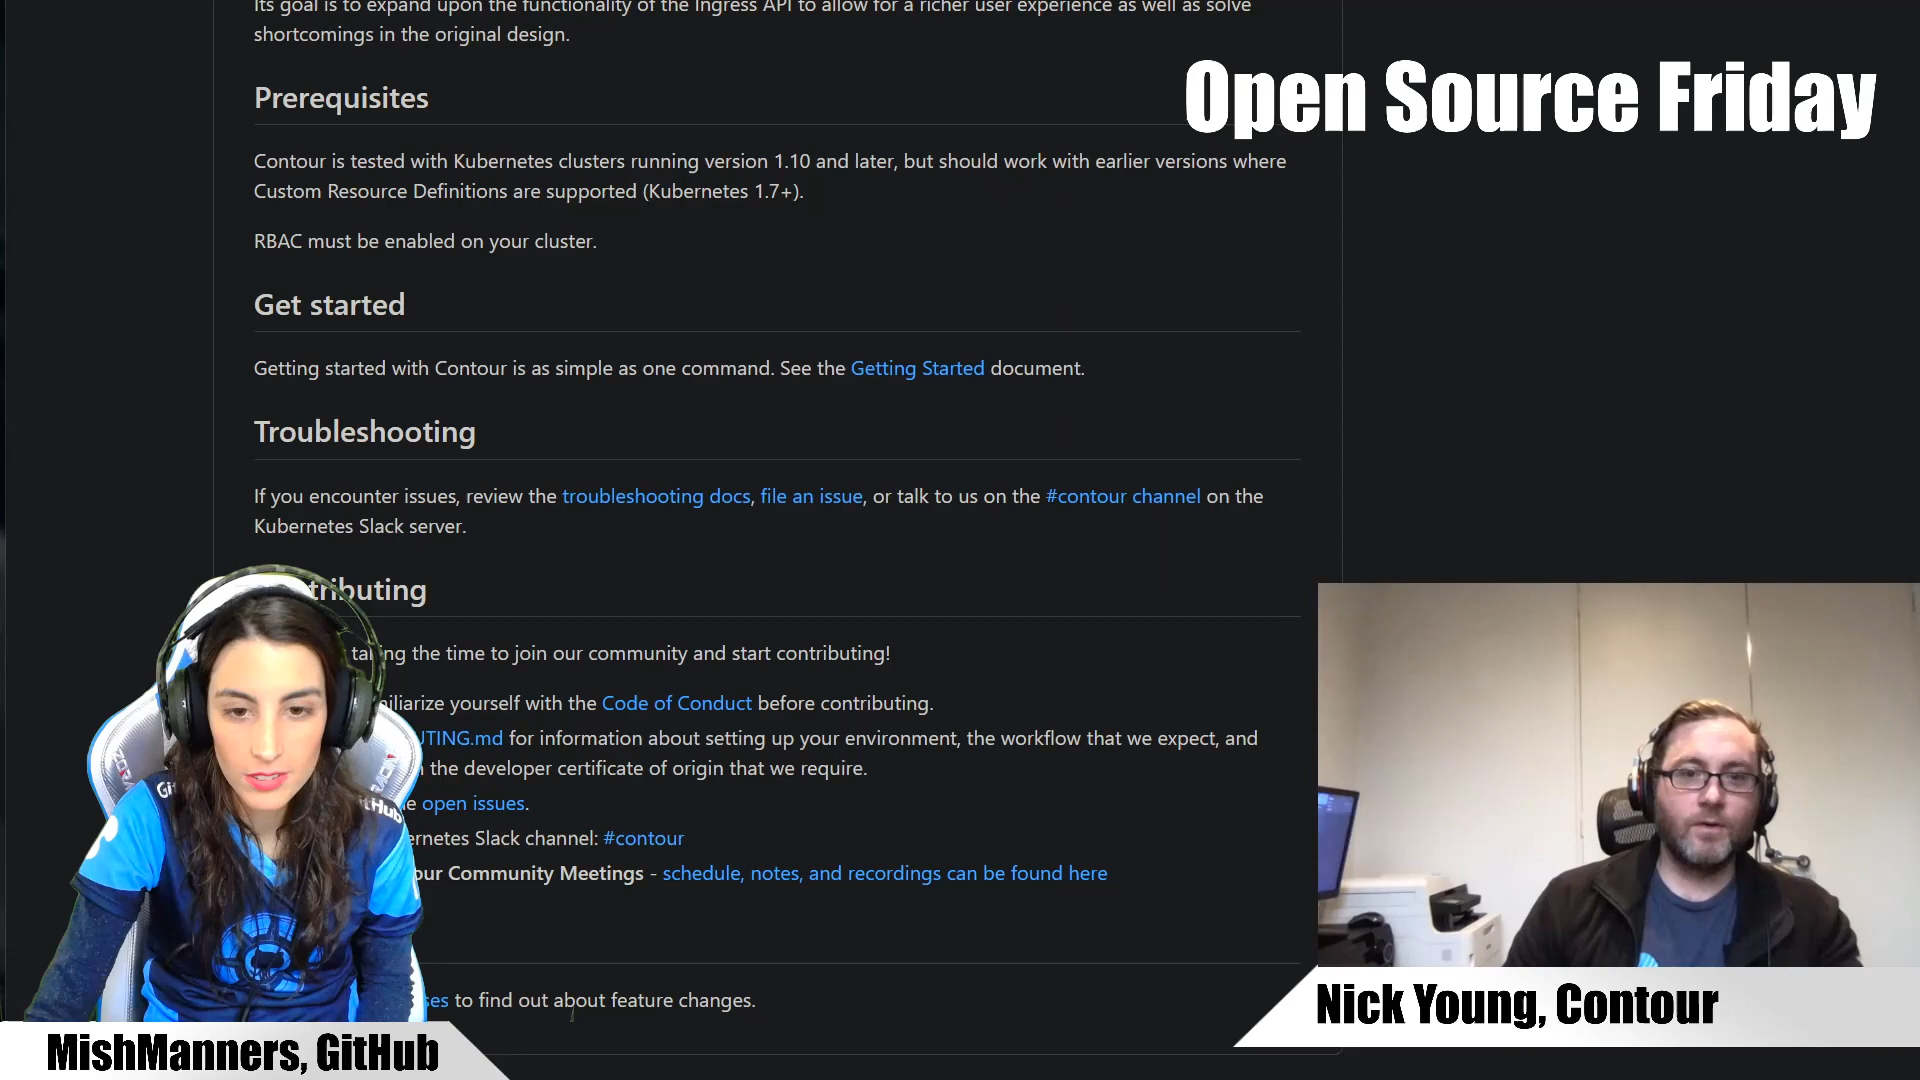 Its goal is to expand upon the functionality of the Ingress API to allow for a richer user experience as well as solve
shortcomings in the original design.
Open Source Friday
Prerequisites
Contour is tested with Kubernetes clusters running version 1.10 and later, but should work with earlier versions where
Custom Resource Definitions are supported (Kubernetes 1.7+).
RBAC must be enabled on your cluster.
Get started
Getting started with Contour is as simple as one command. See the Getting Started document.
Troubleshooting
If you encounter issues, review the troubleshooting docs, file an issue, or talk to us on the #contour channel on the
Kubernetes Slack server.
tributing
the time to join our community and start contributing!
yourself with the Code of Conduct before contributing.
UTING.md for information about setting up your environment, the workflow that we expect, and
the developer certificate of origin that we require.
open issues.
ernetes Slack channel: #contour
our Community Meetings - schedule, notes, and recordings can be found here
to find out about feature changes.
GitHub
Nick Young, Contour
MishManners, GitHub